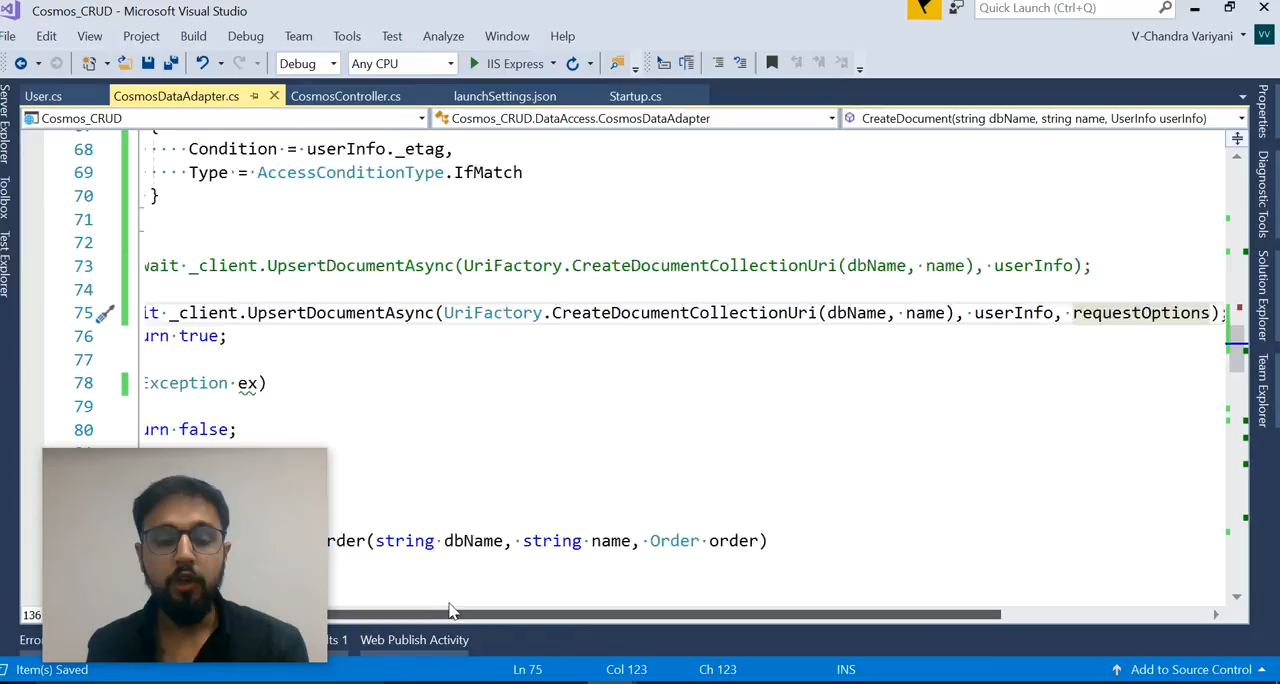 Cosmos_CRUD - Microsoft Visual Studio
Quick Launch (Ctrl+Q)
File Edit View Project Build Debug Team Tools Test Analyze Window Help
V-Chandra Variyani
VV
Debug Any CPU IIS Express
User.cs CosmosDataAdapter.cs CosmosController.cs launchSettings.json Startup.cs
Cosmos_CRUD Cosmos_CRUD.DataAccess.CosmosDataAdapter CreateDocument(string dbName, string name, UserInfo userInfo)
68 Condition = userInfo._etag,
69 Type = AccessConditionType.IfMatch
70 }
71
72
73 wait _client.UpsertDocumentAsync(UriFactory.CreateDocumentCollectionUri(dbName, name), userInfo);
74
75 it _client.UpsertDocumentAsync(UriFactory.CreateDocumentCollectionUri(dbName, name), userInfo, requestOptions);
76 urn true;
77
78 Exception ex)
79
80 urn false;
rder(string dbName, string name, Order order)
136
Server Explorer
Toolbox
Test Explorer
Properties
Diagnostic Tools
Solution Explorer
Team Explorer
Erro lts 1 Web Publish Activity
Item(s) Saved Ln 75 Col 123 Ch 123 INS Add to Source Control